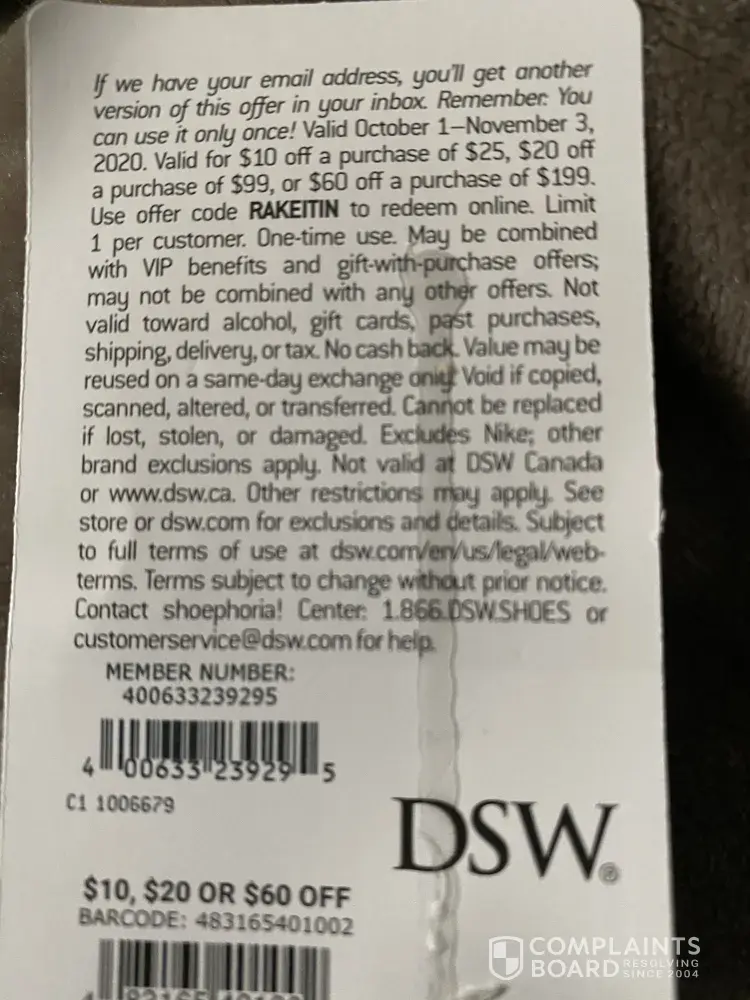 If we have your email address, you'll get another
version of this offer in your inbox. Remember: You
can use it only once! Valid October 1–November 3,
2020. Valid for $10 off a purchase of $25, $20 off
a purchase of $99, or $60 off a purchase of $199.
Use offer code RAKEITIN to redeem online. Limit
1 per customer. One-time use. May be combined
with VIP benefits and gift-with-purchase offers;
may not be combined with any other offers. Not
valid toward alcohol, gift cards, past purchases,
shipping, delivery, or tax. No cash back. Value may be
reused on a same-day exchange only. Void if copied,
scanned, altered, or transferred. Cannot be replaced
if lost, stolen, or damaged. Excludes Nike; other
brand exclusions apply. Not valid at DSW Canada
or www.dsw.ca. Other restrictions may apply. See
store or dsw.com for exclusions and details. Subject
to full terms of use at dsw.com/en/us/legal/web-
terms. Terms subject to change without prior notice.
Contact shoephoria! Center: 1.866.DSW.SHOES or
customerservice@dsw.com for help.
MEMBER NUMBER:
400633239295
4 00633 23929 5
C1 1006679
DSW®
$10, $20 OR $60 OFF
BARCODE: 483165401002
COMPLAINTS
BOARD RESOLVING SINCE 2004